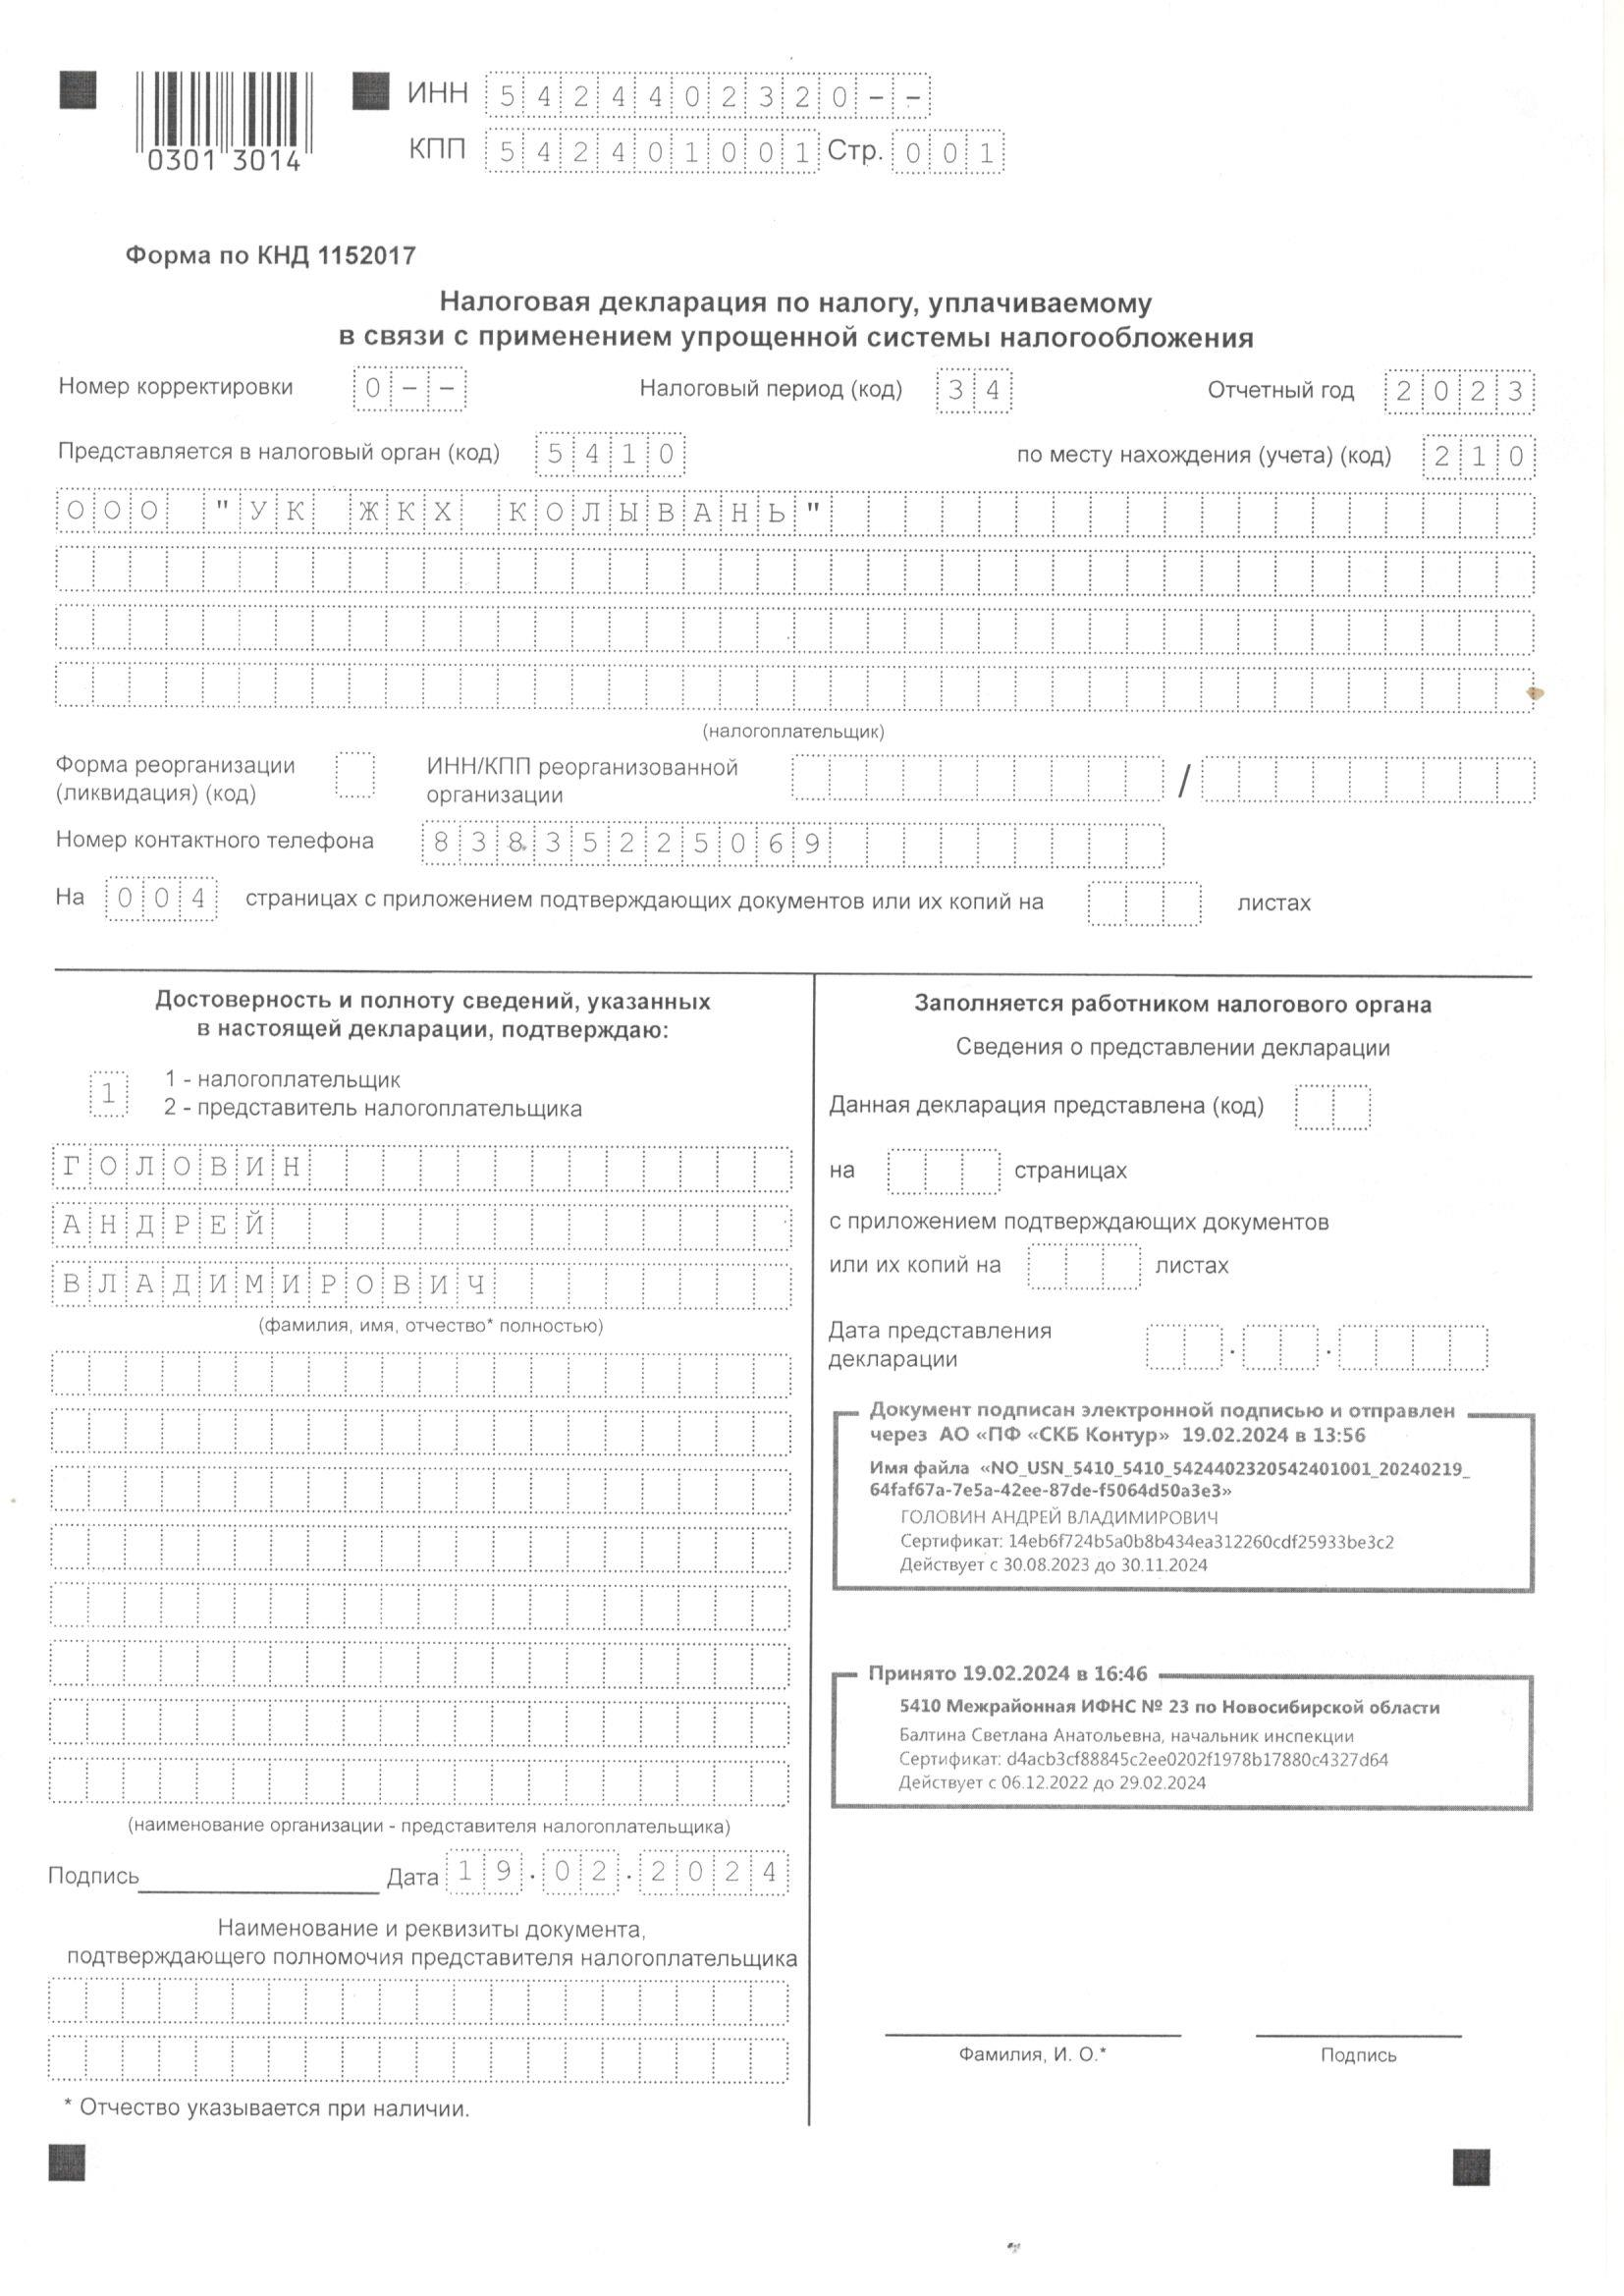 ИНН 5424402320--
0301 3014
КПП 542401001 Стр. 001
Форма по КНД 1152017
Налоговая декларация по налогу, уплачиваемому
в связи с применением упрощенной системы налогообложения
Номер корректировки 0-- Налоговый период (код) 34 Отчетный год 2023
Представляется в налоговый орган (код) 5410 по месту нахождения (учета) (код) 210
ООО "УК ЖКХ КОЛЫВАНЬ"
(налогоплательщик)
Форма реорганизации (ликвидация) (код) ИНН/КПП реорганизованной организации /
Номер контактного телефона 83835225069
На 004 страницах с приложением подтверждающих документов или их копий на листах
Достоверность и полноту сведений, указанных
в настоящей декларации, подтверждаю:
1 1 - налогоплательщик
2 - представитель налогоплательщика
ГОЛОВИН
АНДРЕЙ
ВЛАДИМИРОВИЧ
(фамилия, имя, отчество* полностью)
(наименование организации - представителя налогоплательщика)
Подпись Дата 19.02.2024
Наименование и реквизиты документа,
подтверждающего полномочия представителя налогоплательщика
* Отчество указывается при наличии.
Заполняется работником налогового органа
Сведения о представлении декларации
Данная декларация представлена (код)
на страницах
с приложением подтверждающих документов
или их копий на листах
Дата представления
декларации . .
Документ подписан электронной подписью и отправлен
через АО «ПФ «СКБ Контур» 19.02.2024 в 13:56
Имя файла «NO_USN_5410_5410_5424402320542401001_20240219_
64faf67a-7e5a-42ee-87de-f5064d50a3e3»
ГОЛОВИН АНДРЕЙ ВЛАДИМИРОВИЧ
Сертификат: 14eb6f724b5a0b8b434ea312260cdf25933be3c2
Действует с 30.08.2023 до 30.11.2024
Принято 19.02.2024 в 16:46
5410 Межрайонная ИФНС № 23 по Новосибирской области
Балтина Светлана Анатольевна, начальник инспекции
Сертификат: d4acb3cf88845c2ee0202f1978b17880c4327d64
Действует с 06.12.2022 до 29.02.2024
Фамилия, И. О.* Подпись